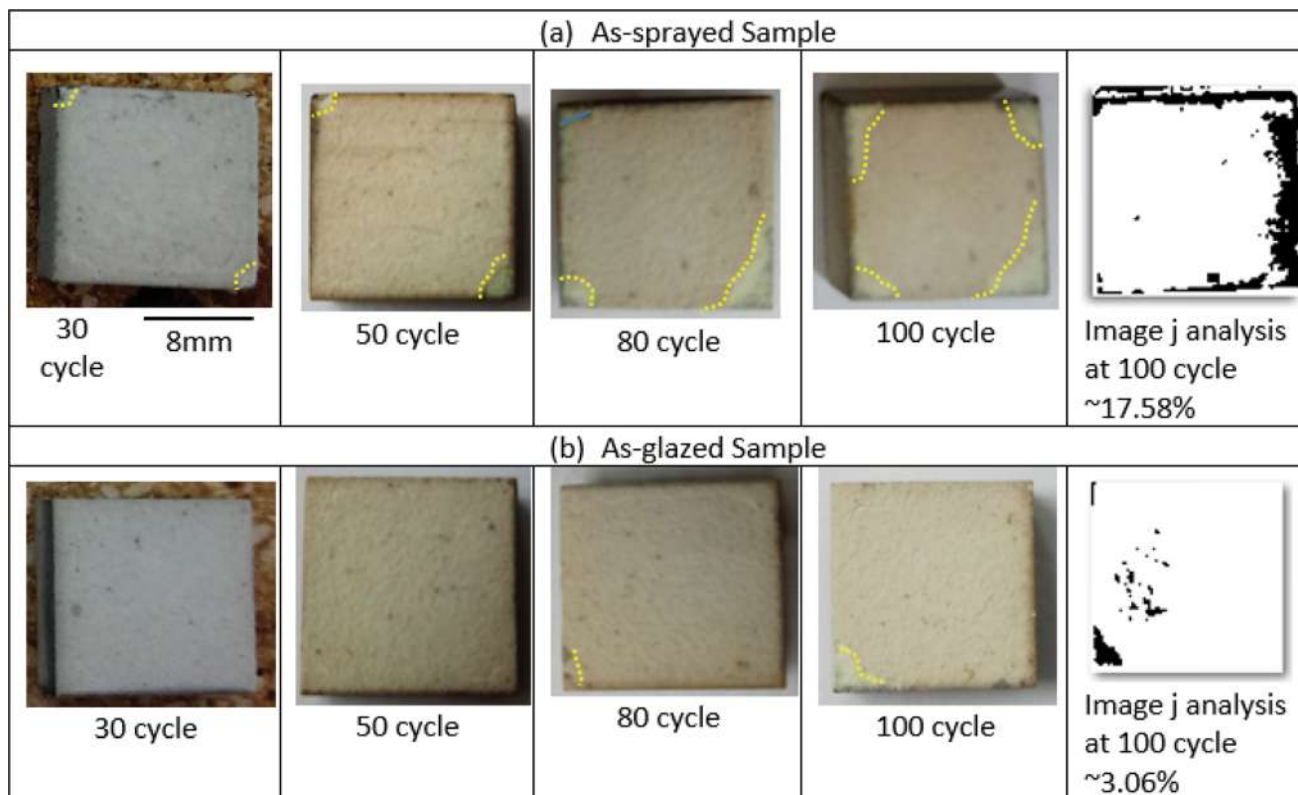 (a) As-sprayed Sample
30
cycle
8mm
50 cycle
80 cycle
100 cycle
Image j analysis
at 100 cycle
~17.58%
(b) As-glazed Sample
30 cycle
50 cycle
80 cycle
100 cycle
Image j analysis
at 100 cycle
~3.06%